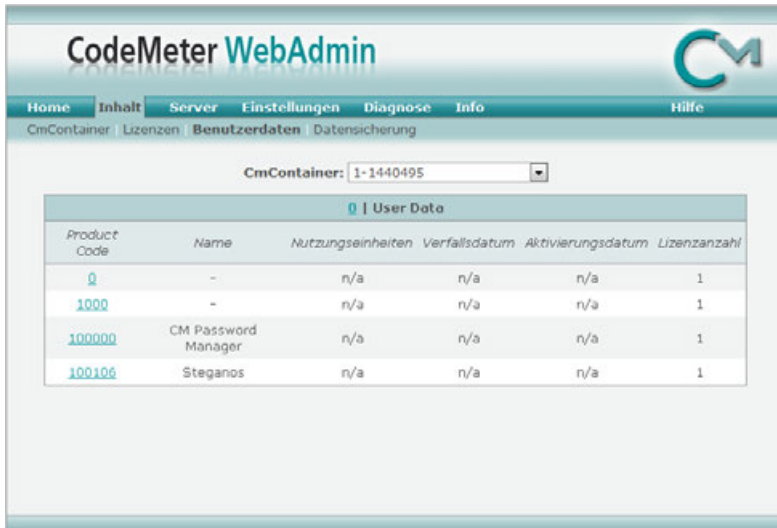 CodeMeter WebAdmin
CM
Home Inhalt Server Einstellungen Diagnose Info Hilfe
CmContainer | Lizenzen | Benutzerdaten | Datensicherung
CmContainer: 1-1440495
0 | User Data
Product Code Name Nutzungseinheiten Verfallsdatum Aktivierungsdatum Lizenzanzahl
0 - n/a n/a n/a 1
1000 - n/a n/a n/a 1
100000 CM Password Manager n/a n/a n/a 1
100106 Steganos n/a n/a n/a 1